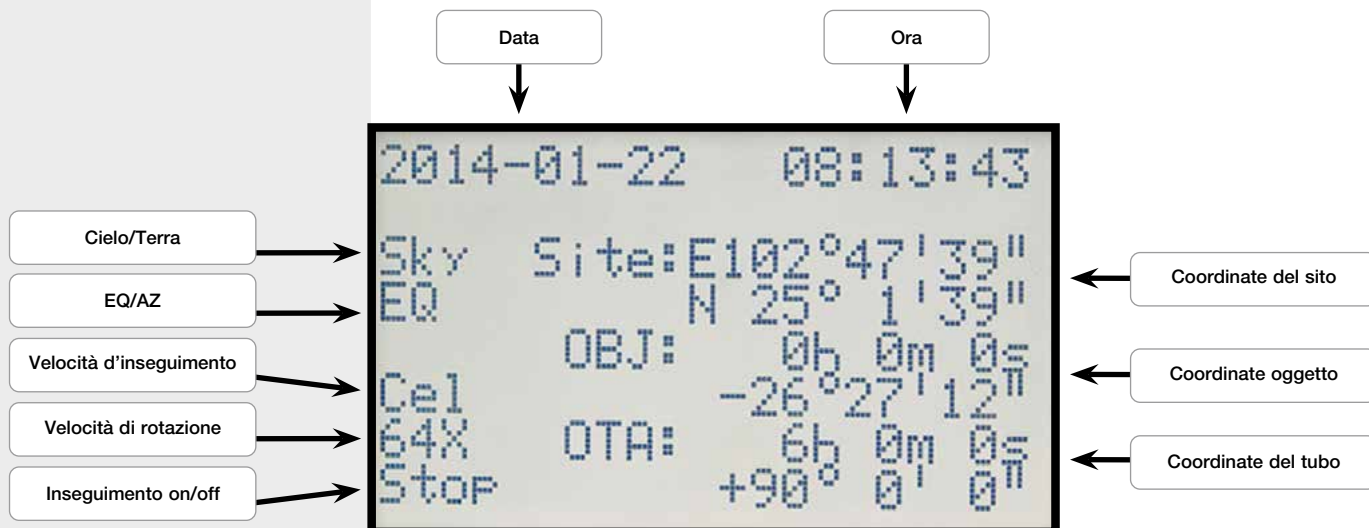 Data
Ora
2014-01-22 08:13:43
Cielo/Terra
Sky Site:E102°47'39"
Coordinate del sito
EQ/AZ
EQ N 25° 1'39"
Velocità d'inseguimento
OBJ: 0h 0m 0s
Coordinate oggetto
Cel -26°27'12"
Velocità di rotazione
64X OTA: 6h 0m 0s
Coordinate del tubo
Inseguimento on/off
Stop +90° 0' 0"